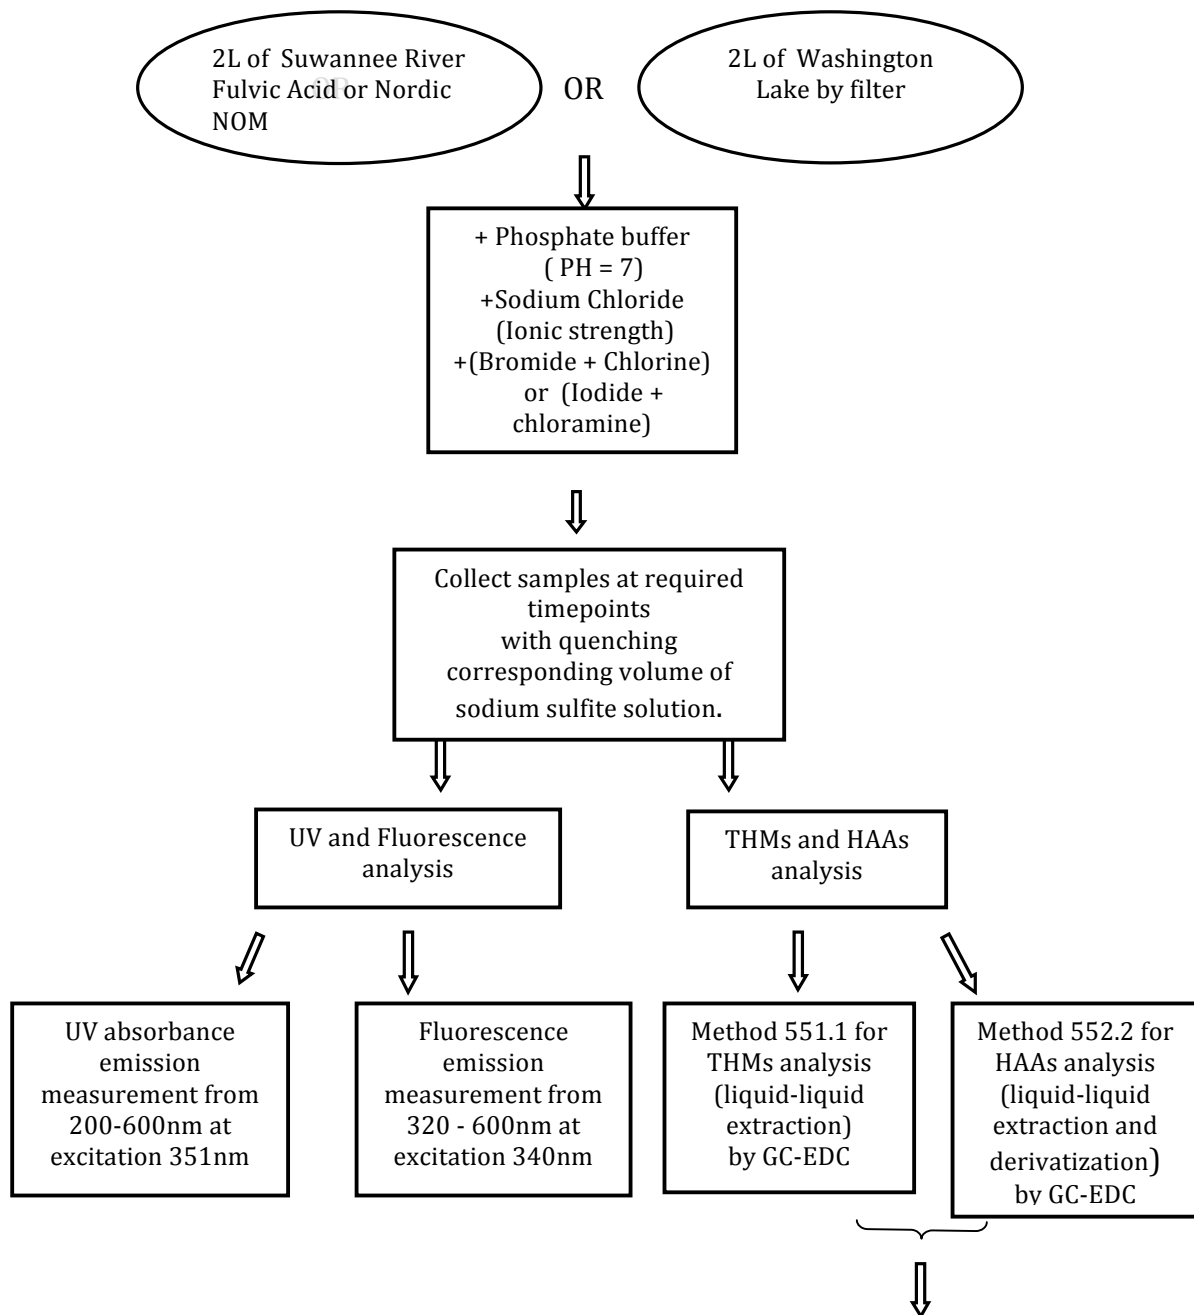 2L of Suwannee River
Fulvic Acid or Nordic
NOM
OR
OR
2L of Washington
Lake by filter
+ Phosphate buffer
( PH = 7)
+Sodium Chloride
(Ionic strength)
+(Bromide + Chlorine)
or (Iodide +
chloramine)
Collect samples at required
timepoints
with quenching
corresponding volume of
sodium sulfite solution.
UV and Fluorescence
analysis
THMs and HAAs
analysis
UV absorbance
emission
measurement from
200-600nm at
excitation 351nm
Fluorescence
emission
measurement from
320 - 600nm at
excitation 340nm
Method 551.1 for
THMs analysis
(liquid-liquid
extraction)
by GC-EDC
Method 552.2 for
HAAs analysis
(liquid-liquid
extraction and
derivatization)
by GC-EDC